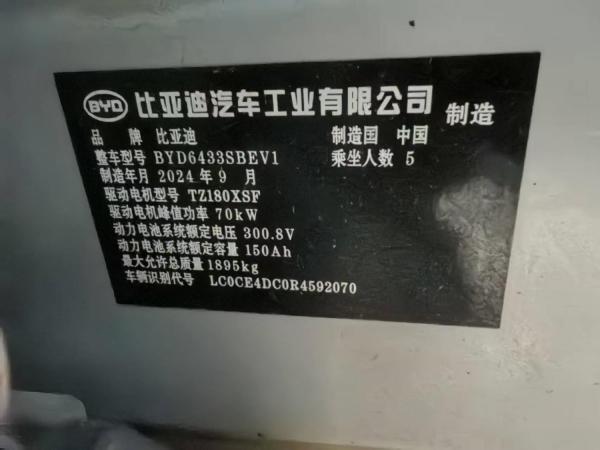 BYD 比亚迪汽车工业有限公司 制造
品 牌 比亚迪 制造国 中国
整车型号 BYD6433SBEV1 乘坐人数 5
制造年月 2024 年 9 月
驱动电机型号 TZ180XSF
驱动电机峰值功率 70kW
动力电池系统额定电压 300.8V
动力电池系统额定容量 150Ah
最大允许总质量 1895kg
车辆识别代号 LC0CE4DC0R4592070